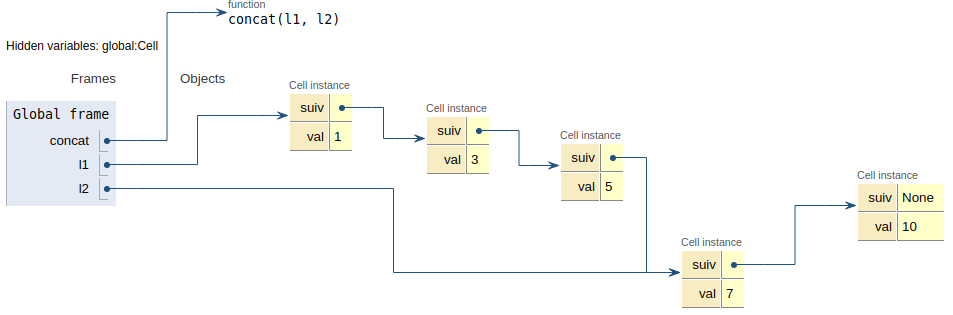 function
concat(l1, l2)
Hidden variables: global:Cell
Frames
Objects
Global frame
concat
l1
l2
Cell instance
suiv
val 1
Cell instance
suiv
val 3
Cell instance
suiv
val 5
Cell instance
suiv None
val 10
Cell instance
suiv
val 7